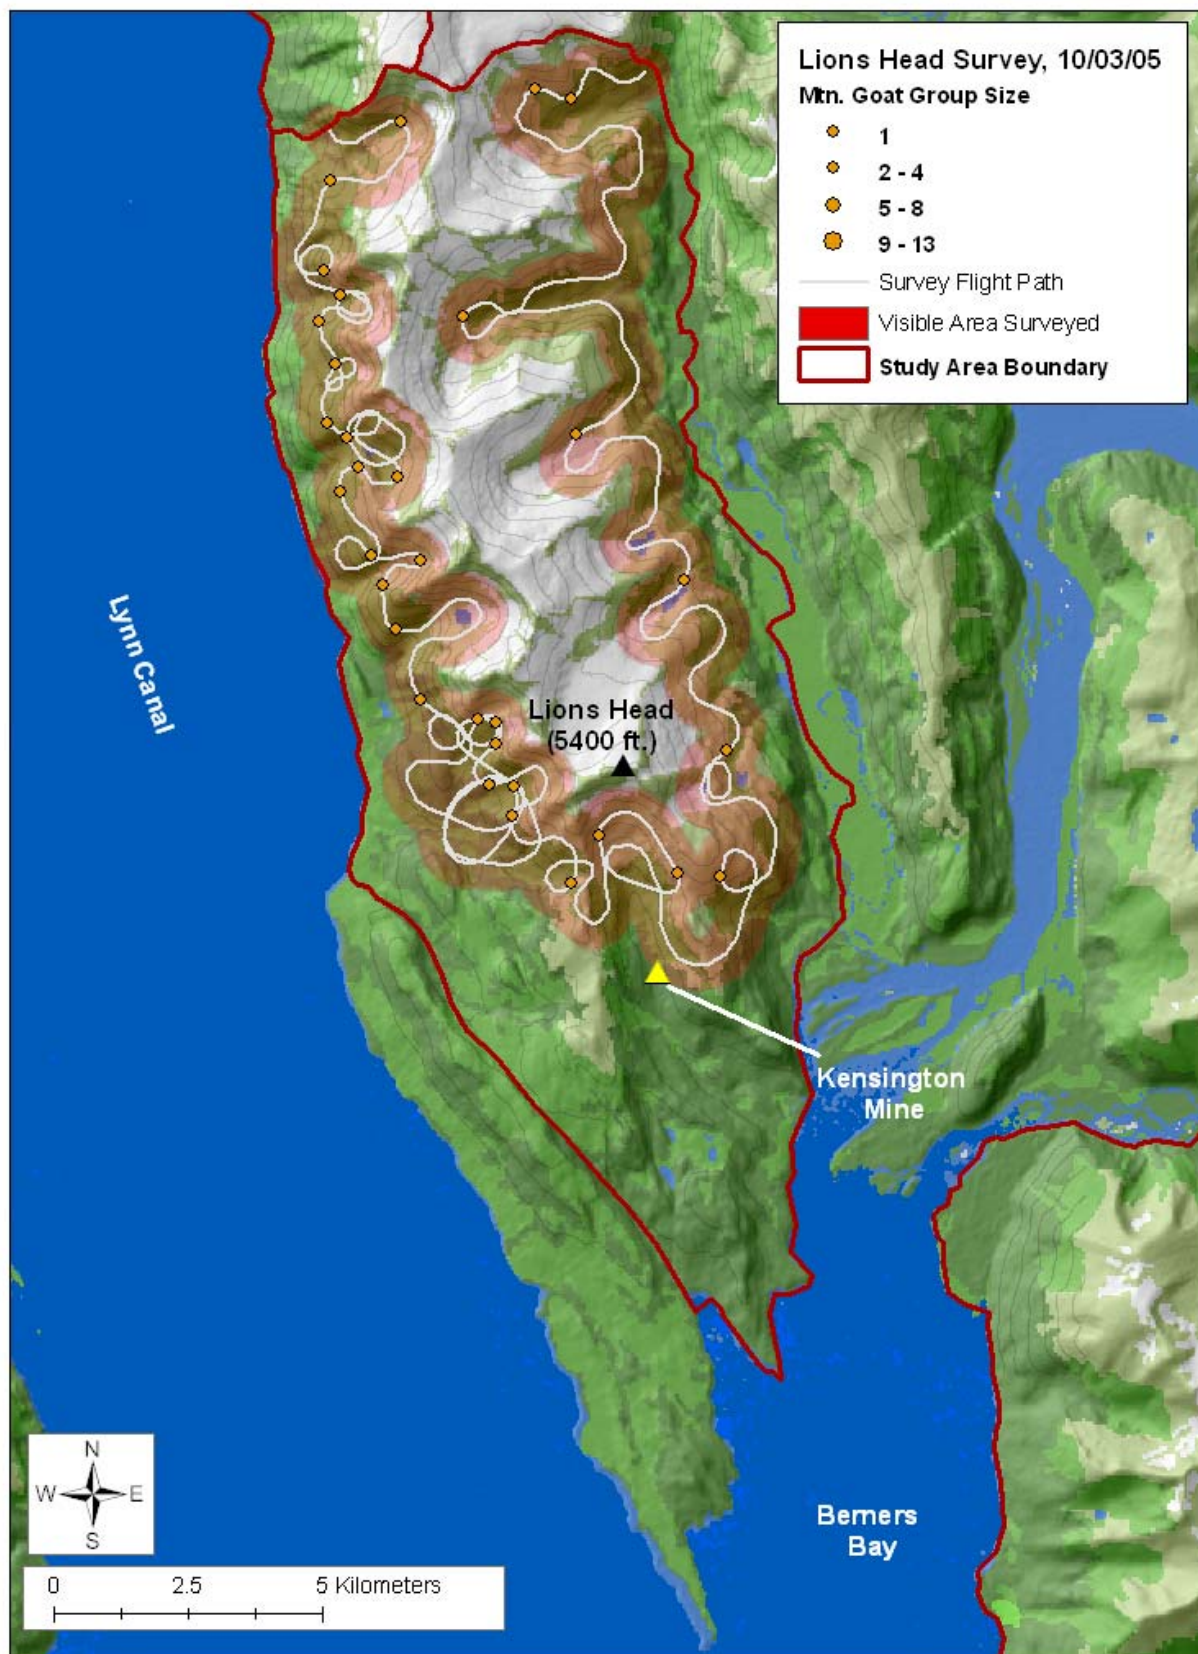 Lions Head Survey, 10/03/05
Mtn. Goat Group Size
1
2 - 4
5 - 8
9 - 13
Survey Flight Path
Visible Area Surveyed
Study Area Boundary
Lynn Canal
Lions Head
(5400 ft.)
Kensington
Mine
Berners
Bay
N
W E
S
0 2.5 5 Kilometers